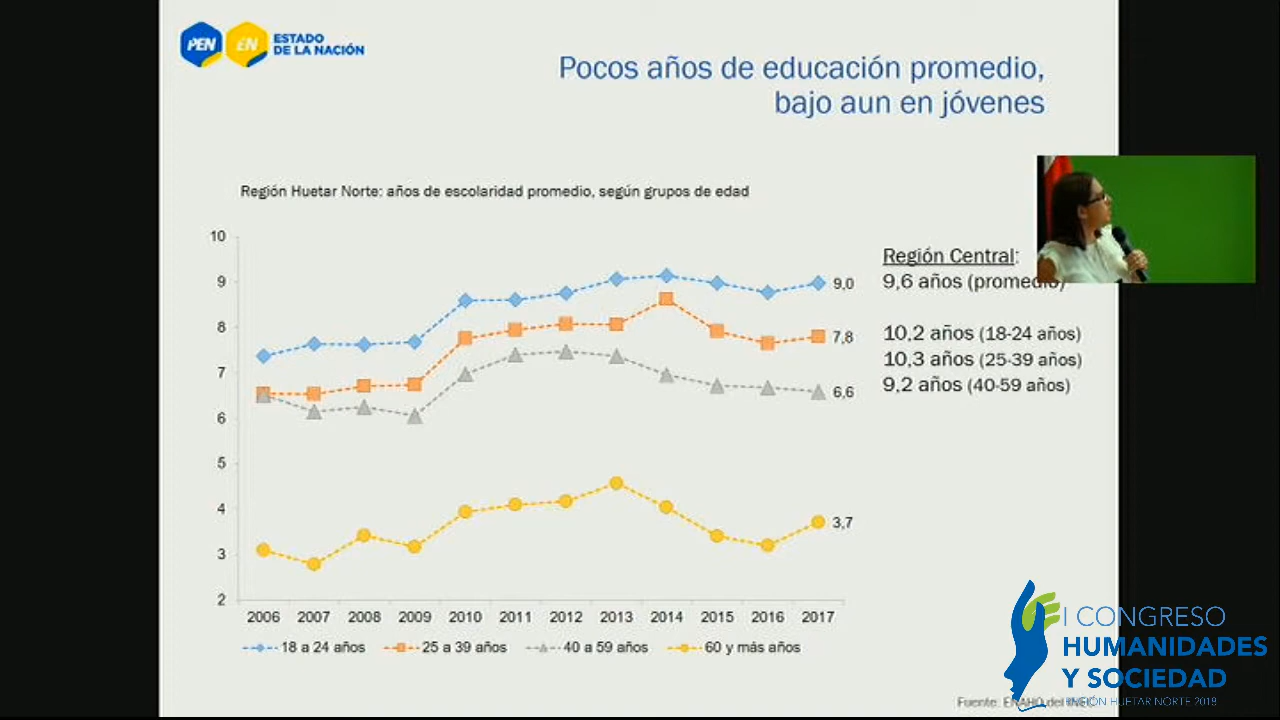 PEN EN ESTADO
DE LA NACIÓN
Pocos años de educación promedio,
bajo aun en jóvenes
Región Huetar Norte: años de escolaridad promedio, según grupos de edad
10
9
8
7
6
5
4
3
2
9,0
7,8
6,6
3,7
2006 2007 2008 2009 2010 2011 2012 2013 2014 2015 2016 2017
18 a 24 años 25 a 39 años 40 a 59 años 60 y más años
Región Central:
9,6 años (promedio)
10,2 años (18-24 años)
10,3 años (25-39 años)
9,2 años (40-59 años)
Fuente: ENAHO del INEC
I CONGRESO
HUMANIDADES
Y SOCIEDAD
REGIÓN HUETAR NORTE 2018